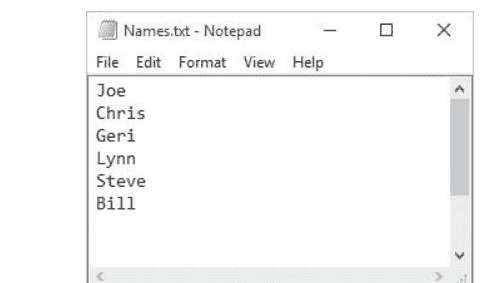 Names.txt - Notepad
File Edit Format View Help
Joe
Chris
Geri
Lynn
Steve
Bill